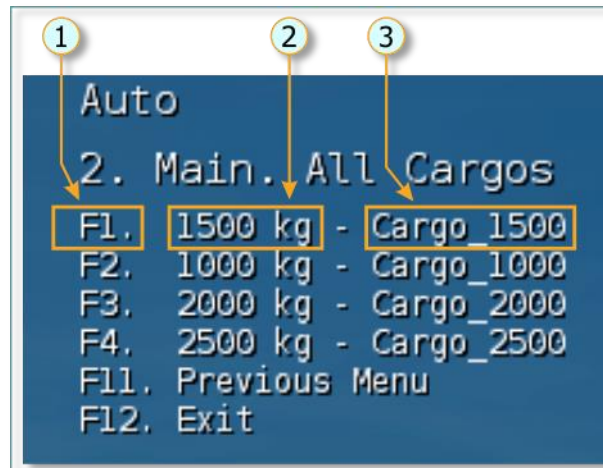 1 2 3
Auto
2. Main. All Cargos
F1. 1500 kg - Cargo_1500
F2. 1000 kg - Cargo_1000
F3. 2000 kg - Cargo_2000
F4. 2500 kg - Cargo_2500
F11. Previous Menu
F12. Exit